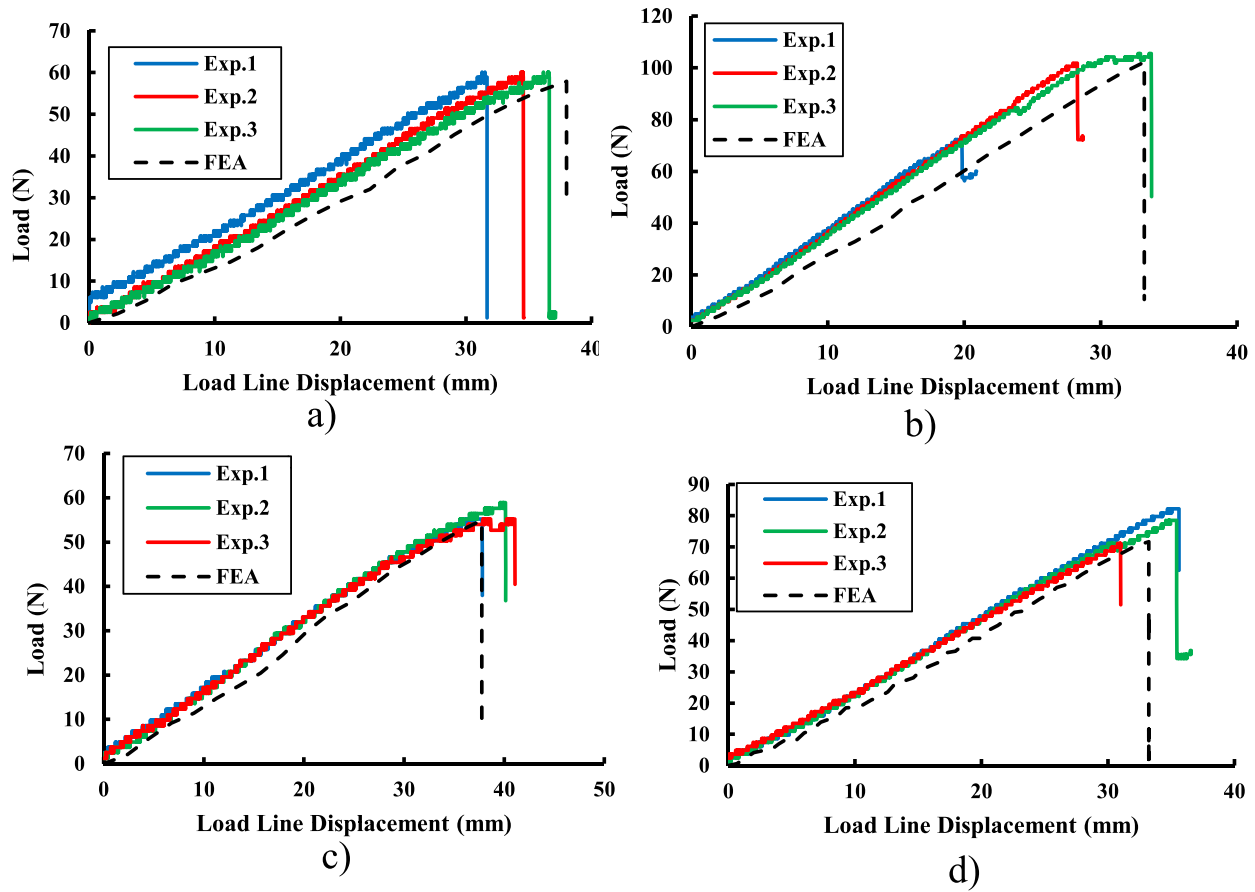 70
60
50
40
30
20
10
0
Load (N)
Exp.1
Exp.2
Exp.3
FEA
0 10 20 30 40
Load Line Displacement (mm)
a)
120
100
80
60
40
20
0
Load (N)
Exp.1
Exp.2
Exp.3
FEA
0 10 20 30 40
Load Line Displacement (mm)
b)
70
60
50
40
30
20
10
0
Load (N)
Exp.1
Exp.2
Exp.3
FEA
0 10 20 30 40 50
Load Line Displacement (mm)
c)
90
80
70
60
50
40
30
20
10
0
Load (N)
Exp.1
Exp.2
Exp.3
FEA
0 10 20 30 40
Load Line Displacement (mm)
d)